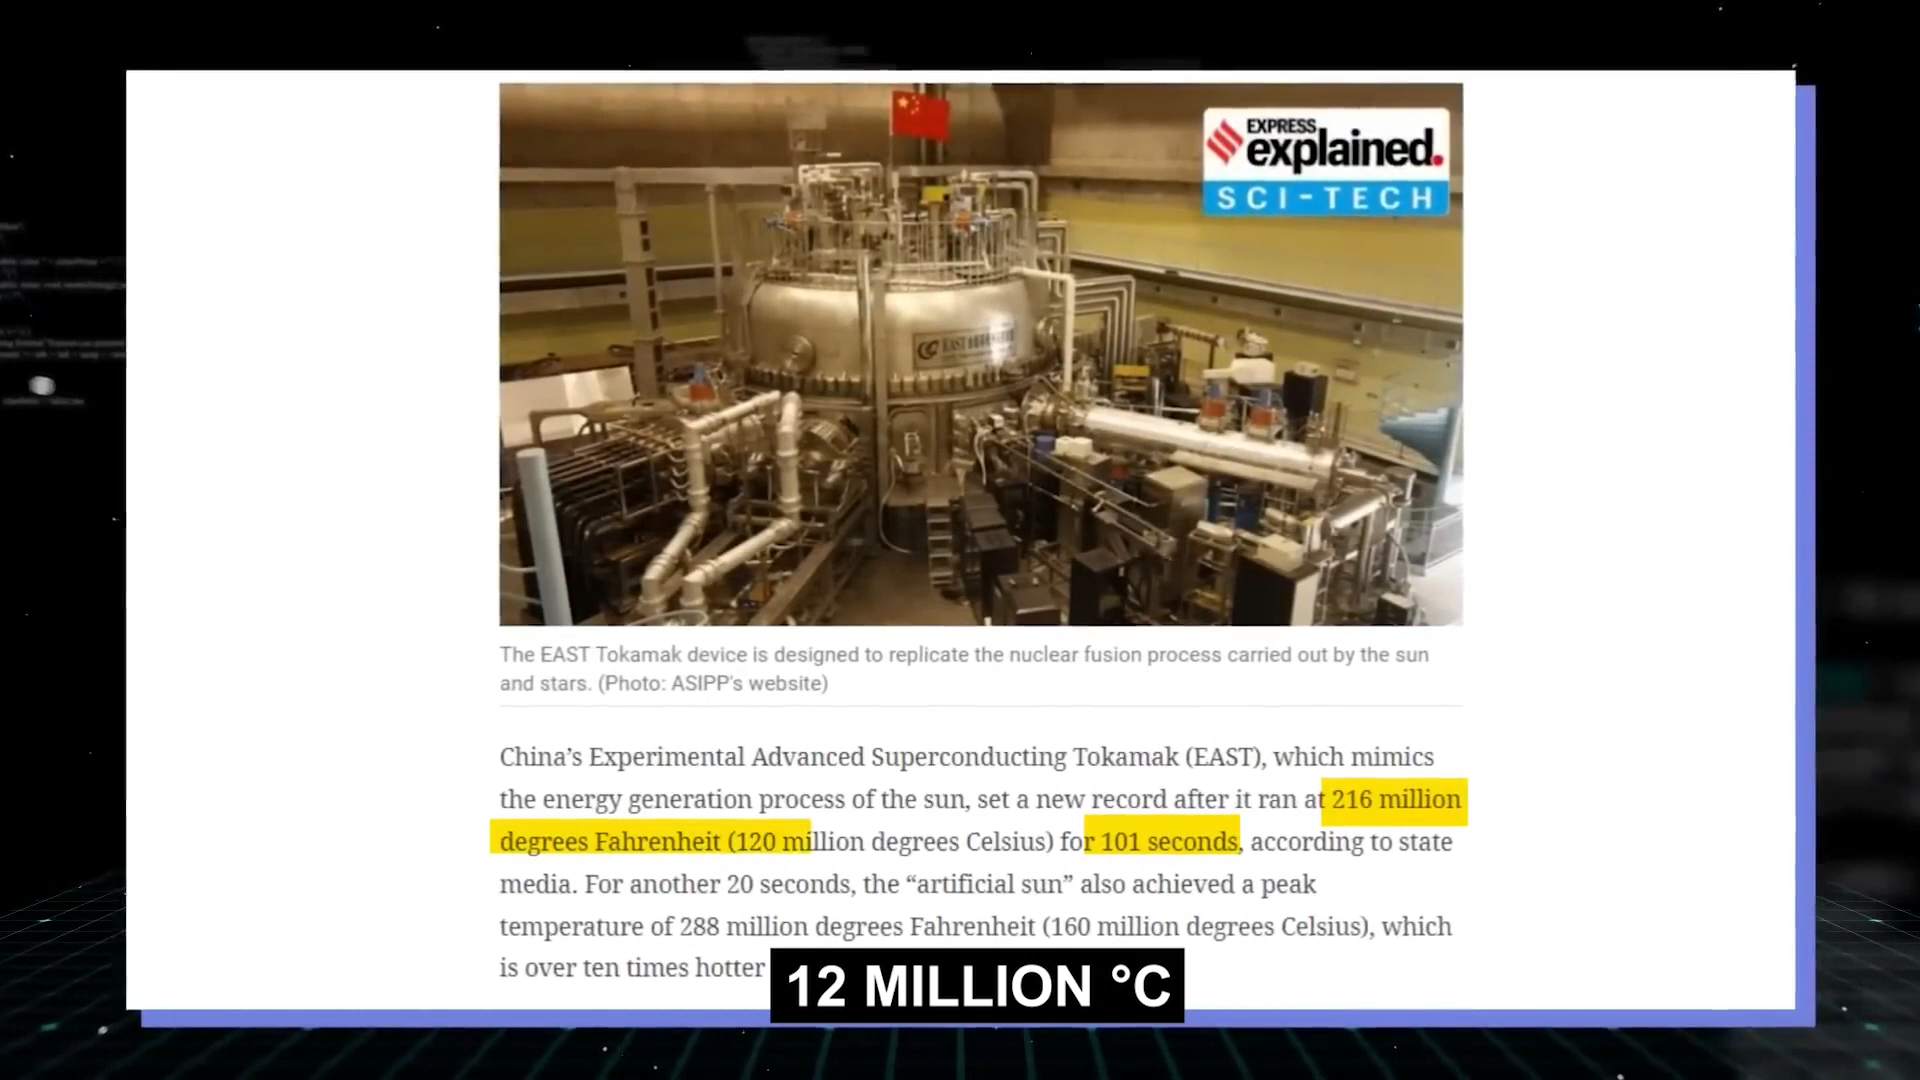 EXPRESS
explained.
SCI-TECH
EAST
The EAST Tokamak device is designed to replicate the nuclear fusion process carried out by the sun
and stars. (Photo: ASIPP's website)
China’s Experimental Advanced Superconducting Tokamak (EAST), which mimics
the energy generation process of the sun, set a new record after it ran at 216 million
degrees Fahrenheit (120 million degrees Celsius) for 101 seconds, according to state
media. For another 20 seconds, the “artificial sun” also achieved a peak
temperature of 288 million degrees Fahrenheit (160 million degrees Celsius), which
is over ten times hotter
12 MILLION °C